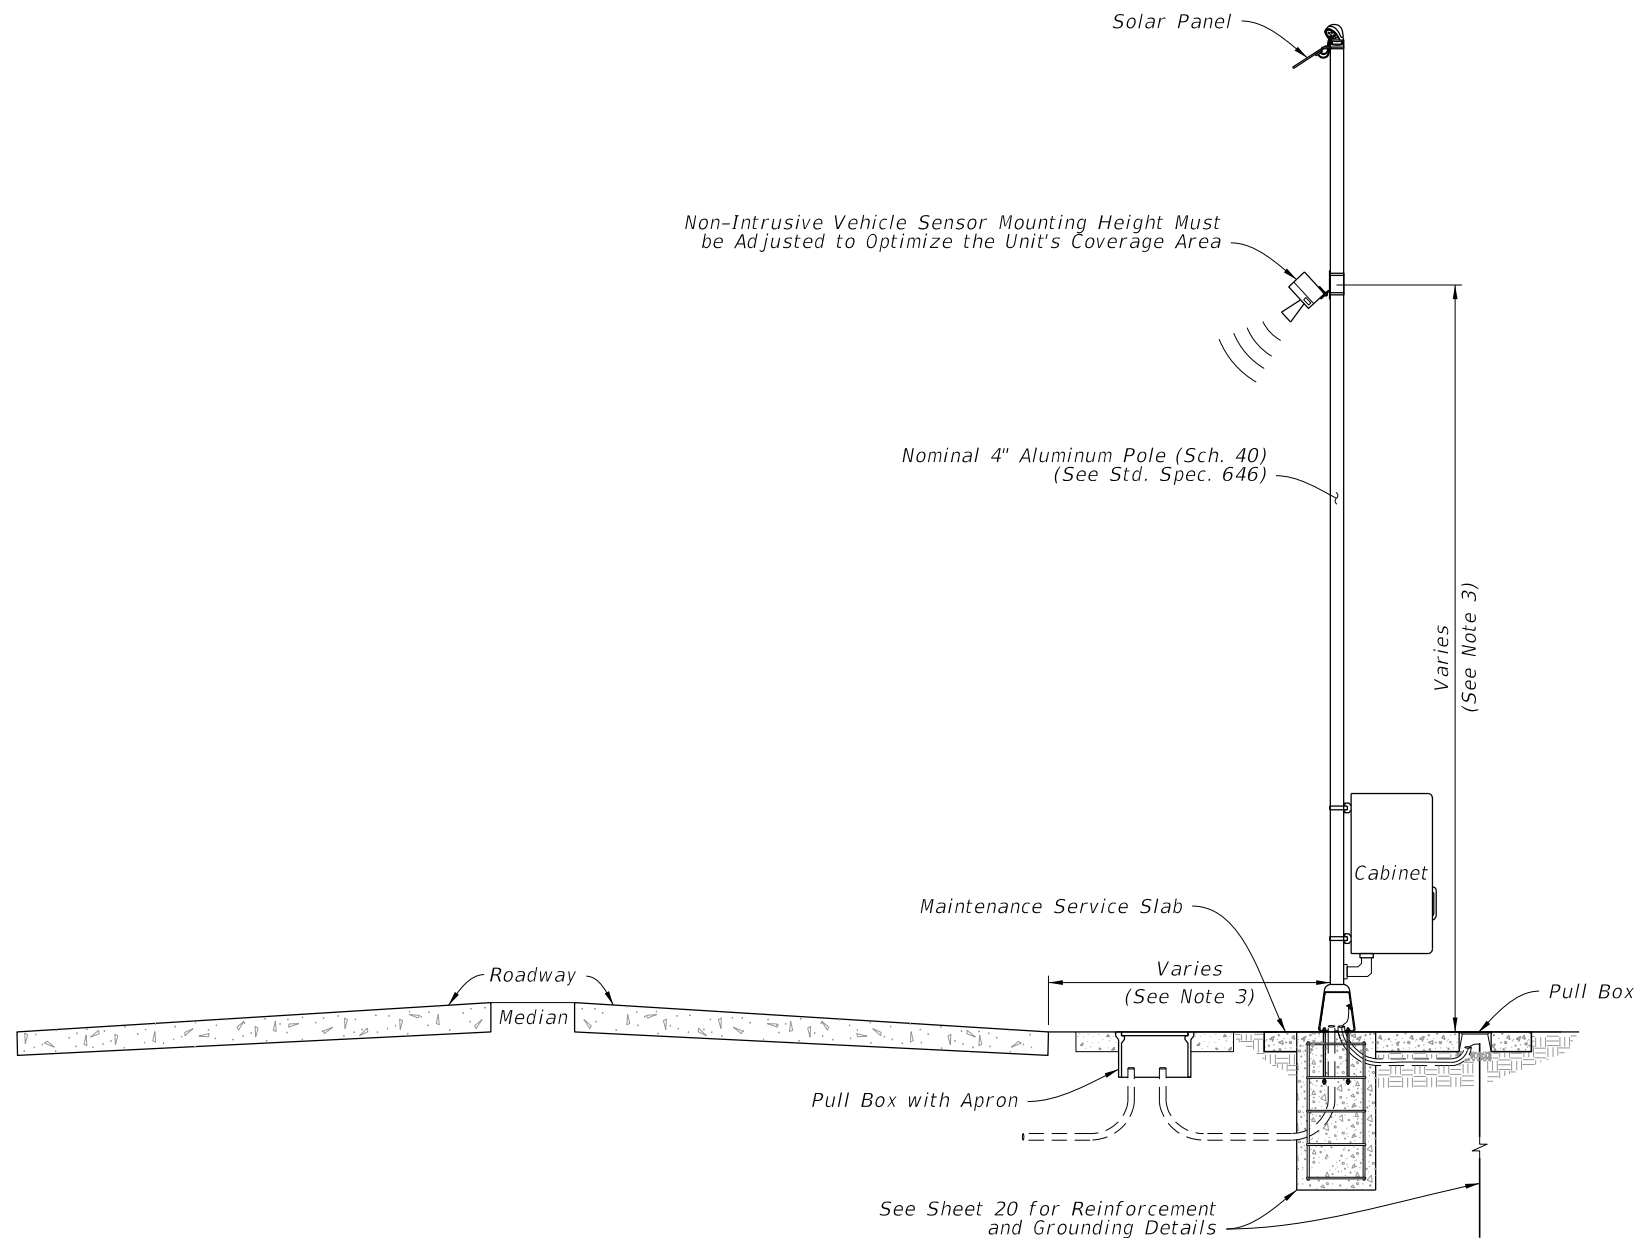 Solar Panel
Non-Intrusive Vehicle Sensor Mounting Height Must
be Adjusted to Optimize the Unit's Coverage Area
Nominal 4" Aluminum Pole (Sch. 40)
(See Std. Spec. 646)
Varies
(See Note 3)
Cabinet
Maintenance Service Slab
Varies
(See Note 3)
Roadway
Median
Pull Box
Pull Box with Apron
See Sheet 20 for Reinforcement
and Grounding Details